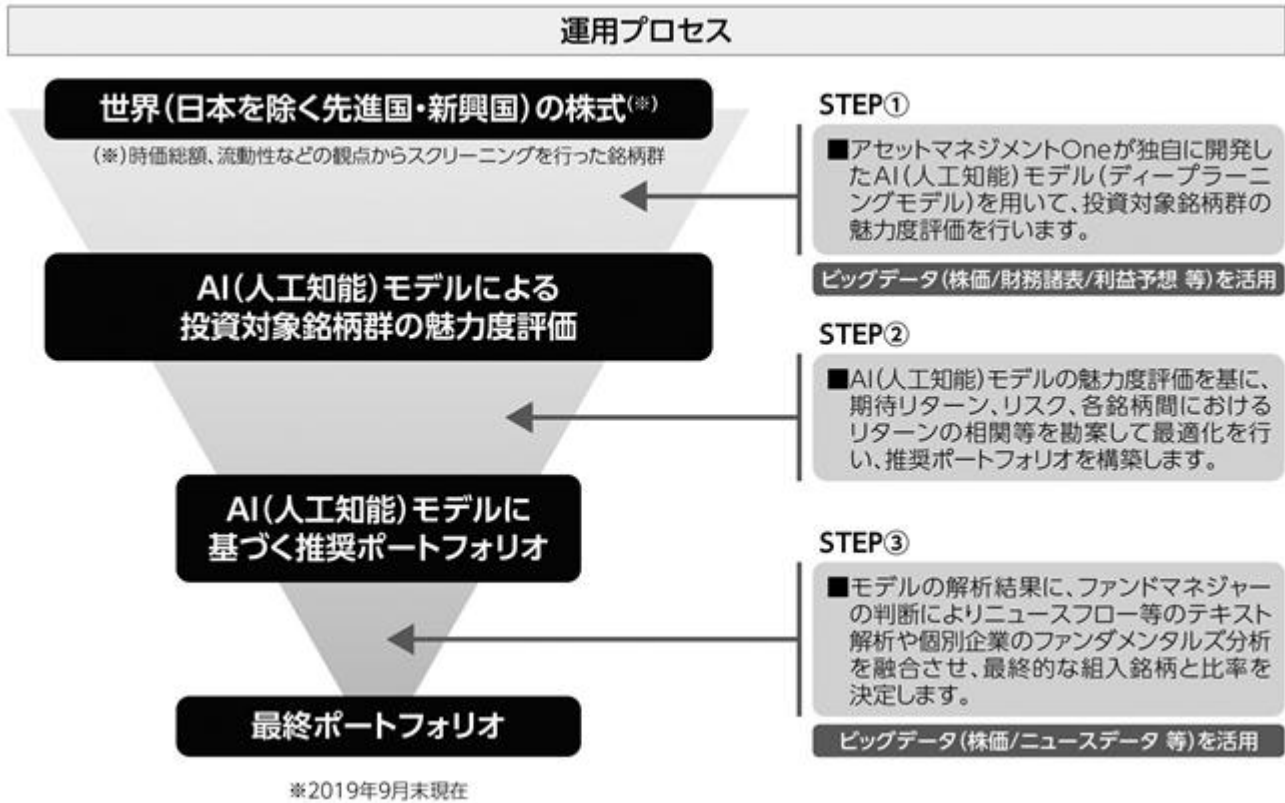 運用プロセス
世界(日本を除く先進国・新興国)の株式(※)
(※)時価総額、流動性などの観点からスクリーニングを行った銘柄群
STEP①
■アセットマネジメントOneが独自に開発し
たAI(人工知能)モデル(ディープラーニ
ングモデル)を用いて、投資対象銘柄群の
魅力度評価を行います。
ビッグデータ(株価/財務諸表/利益予想 等)を活用
AI(人工知能)モデルによる
投資対象銘柄群の魅力度評価
STEP②
■AI(人工知能)モデルの魅力度評価を基に、
期待リターン、リスク、各銘柄間における
リターンの相関等を勘案して最適化を行
い、推奨ポートフォリオを構築します。
AI(人工知能)モデルに
基づく推奨ポートフォリオ
STEP③
■モデルの解析結果に、ファンドマネジャー
の判断によりニュースフロー等のテキスト
解析や個別企業のファンダメンタルズ分析
を融合させ、最終的な組入銘柄と比率を
決定します。
ビッグデータ(株価/ニュースデータ 等)を活用
最終ポートフォリオ
※2019年9月末現在